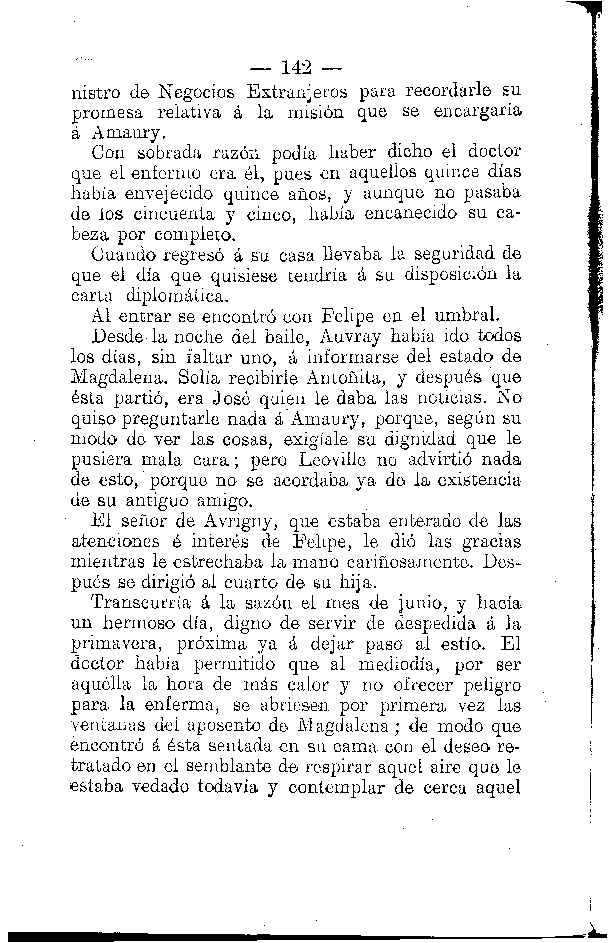 — 142 —
nistro de Negocios Extranjeros para recordarle su
promesa relativa á la misión que se encargaría
á Amaury.
Con sobrada razón podía haber dicho el doctor
que el enfermo era él, pues en aquellos quince días
había envejecido quince años, y aunque no pasaba
de los cincuenta y cinco, había encanecido su ca-
beza por completo.
Cuando regresó á su casa llevaba la seguridad de
que el día que quisiese tendría á su disposición la
carta diplomática.
Al entrar se encontró con Felipe en el umbral.
Desde la noche del baile, Auvray había ido todos
los días, sin faltar uno, á informarse del estado de
Magdalena. Solía recibirle Antoñita, y después que
ésta partió, era José quien le daba las noticias. No
quiso preguntarle nada á Amaury, porque, según su
modo de ver las cosas, exigíale su dignidad que le
pusiera mala cara; pero Leoville no advirtió nada
de esto, porque no se acordaba ya de la existencia
de su antiguo amigo.
El señor de Avrigny, que estaba enterado de las
atenciones é interés de Felipe, le dió las gracias
mientras le estrechaba la mano cariñosamente. Des-
pués se dirigió al cuarto de su hija.
Transcurría á la sazón el mes de junio, y hacía
un hermoso día, digno de servir de despedida á la
primavera, próxima ya á dejar paso al estío. El
doctor había permitido que al mediodía, por ser
aquélla la hora de más calor y no ofrecer peligro
para la enferma, se abriesen por primera vez las
ventanas del aposento de Magdalena; de modo que
encontró á ésta sentada en su cama con el deseo re-
tratado en el semblante de respirar aquel aire que le
estaba vedado todavía y contemplar de cerca aquel